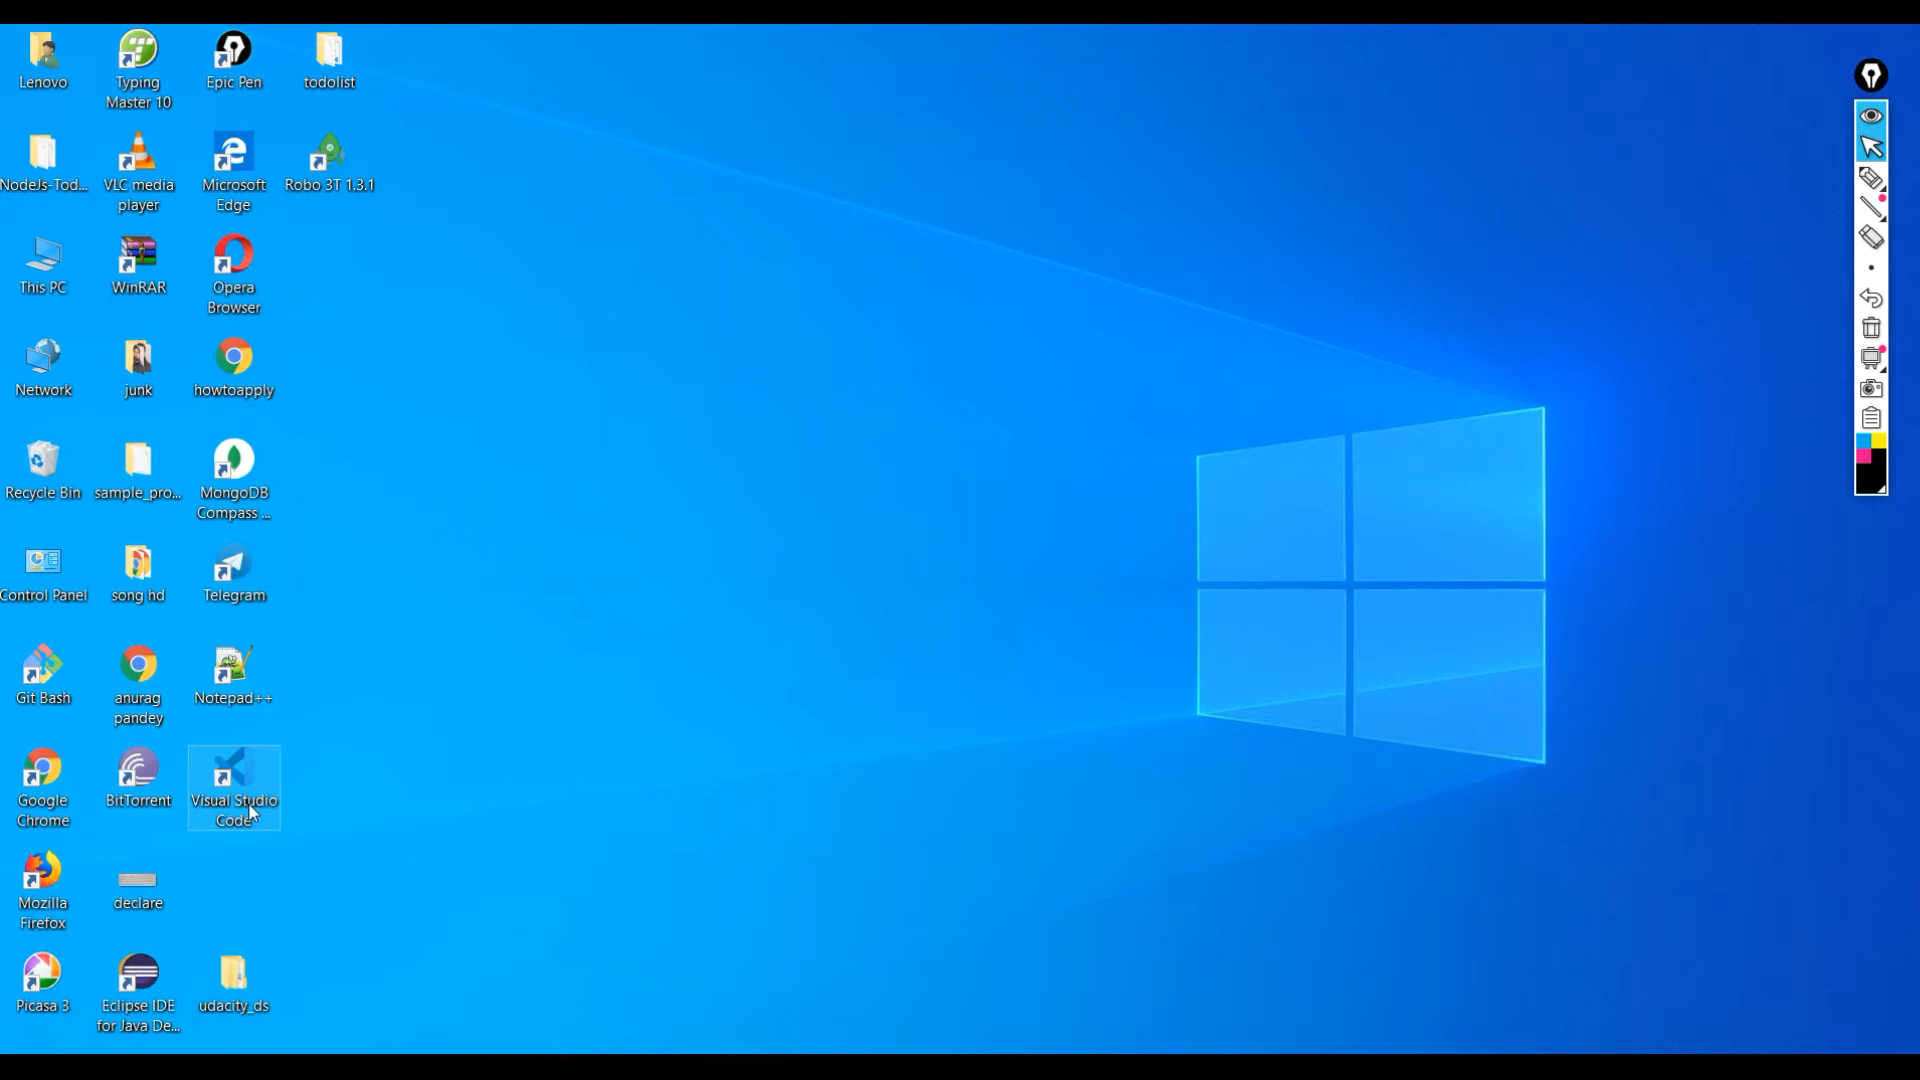 Lenovo
Typing
Master 10
Epic Pen
todolist
NodeJs-Tod...
VLC media
player
Microsoft
Edge
Robo 3T 1.3.1
This PC
WinRAR
Opera
Browser
Network
junk
howtoapply
Recycle Bin
sample_pro...
MongoDB
Compass ...
Control Panel
song hd
Telegram
Git Bash
anurag
pandey
Notepad++
Google
Chrome
BitTorrent
Visual Studio
Code
Mozilla
Firefox
declare
Picasa 3
Eclipse IDE
for Java De...
udacity_ds